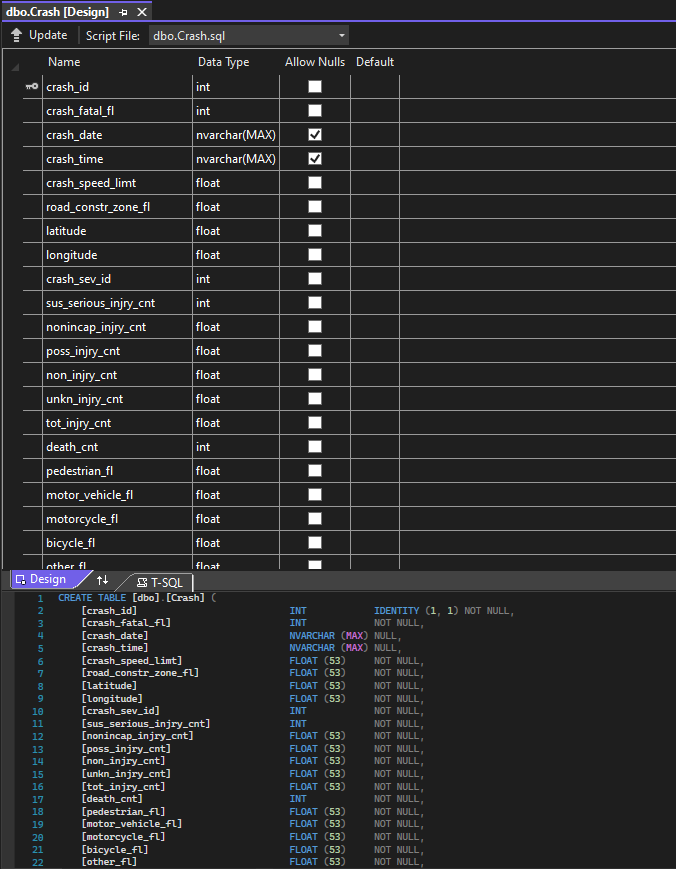 dbo.Crash [Design]
Update Script File: dbo.Crash.sql
Name Data Type Allow Nulls Default
crash_id int
crash_fatal_fl int
crash_date nvarchar(MAX)
crash_time nvarchar(MAX)
crash_speed_limt float
road_constr_zone_fl float
latitude float
longitude float
crash_sev_id int
sus_serious_injry_cnt int
nonincap_injry_cnt float
poss_injry_cnt float
non_injry_cnt float
unkn_injry_cnt float
tot_injry_cnt float
death_cnt int
pedestrian_fl float
motor_vehicle_fl float
motorcycle_fl float
bicycle_fl float
other_fl float
Design T-SQL
1 CREATE TABLE [dbo].[Crash] (
2 [crash_id] INT IDENTITY (1, 1) NOT NULL,
3 [crash_fatal_fl] INT NOT NULL,
4 [crash_date] NVARCHAR (MAX) NULL,
5 [crash_time] NVARCHAR (MAX) NULL,
6 [crash_speed_limt] FLOAT (53) NOT NULL,
7 [road_constr_zone_fl] FLOAT (53) NOT NULL,
8 [latitude] FLOAT (53) NOT NULL,
9 [longitude] FLOAT (53) NOT NULL,
10 [crash_sev_id] INT NOT NULL,
11 [sus_serious_injry_cnt] INT NOT NULL,
12 [nonincap_injry_cnt] FLOAT (53) NOT NULL,
13 [poss_injry_cnt] FLOAT (53) NOT NULL,
14 [non_injry_cnt] FLOAT (53) NOT NULL,
15 [unkn_injry_cnt] FLOAT (53) NOT NULL,
16 [tot_injry_cnt] FLOAT (53) NOT NULL,
17 [death_cnt] INT NOT NULL,
18 [pedestrian_fl] FLOAT (53) NOT NULL,
19 [motor_vehicle_fl] FLOAT (53) NOT NULL,
20 [motorcycle_fl] FLOAT (53) NOT NULL,
21 [bicycle_fl] FLOAT (53) NOT NULL,
22 [other_fl] FLOAT (53) NOT NULL,